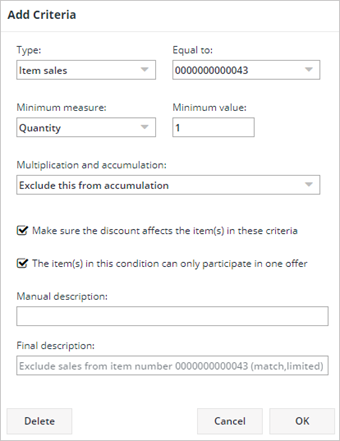 Add Criteria
Type: Equal to:
Item sales 0000000000043
Minimum measure: Minimum value:
Quantity 1
Multiplication and accumulation:
Exclude this from accumulation
Make sure the discount affects the item(s) in these criteria
The item(s) in this condition can only participate in one offer
Manual description:
Final description:
Exclude sales from item number 0000000000043 (match,limited)
Delete Cancel OK